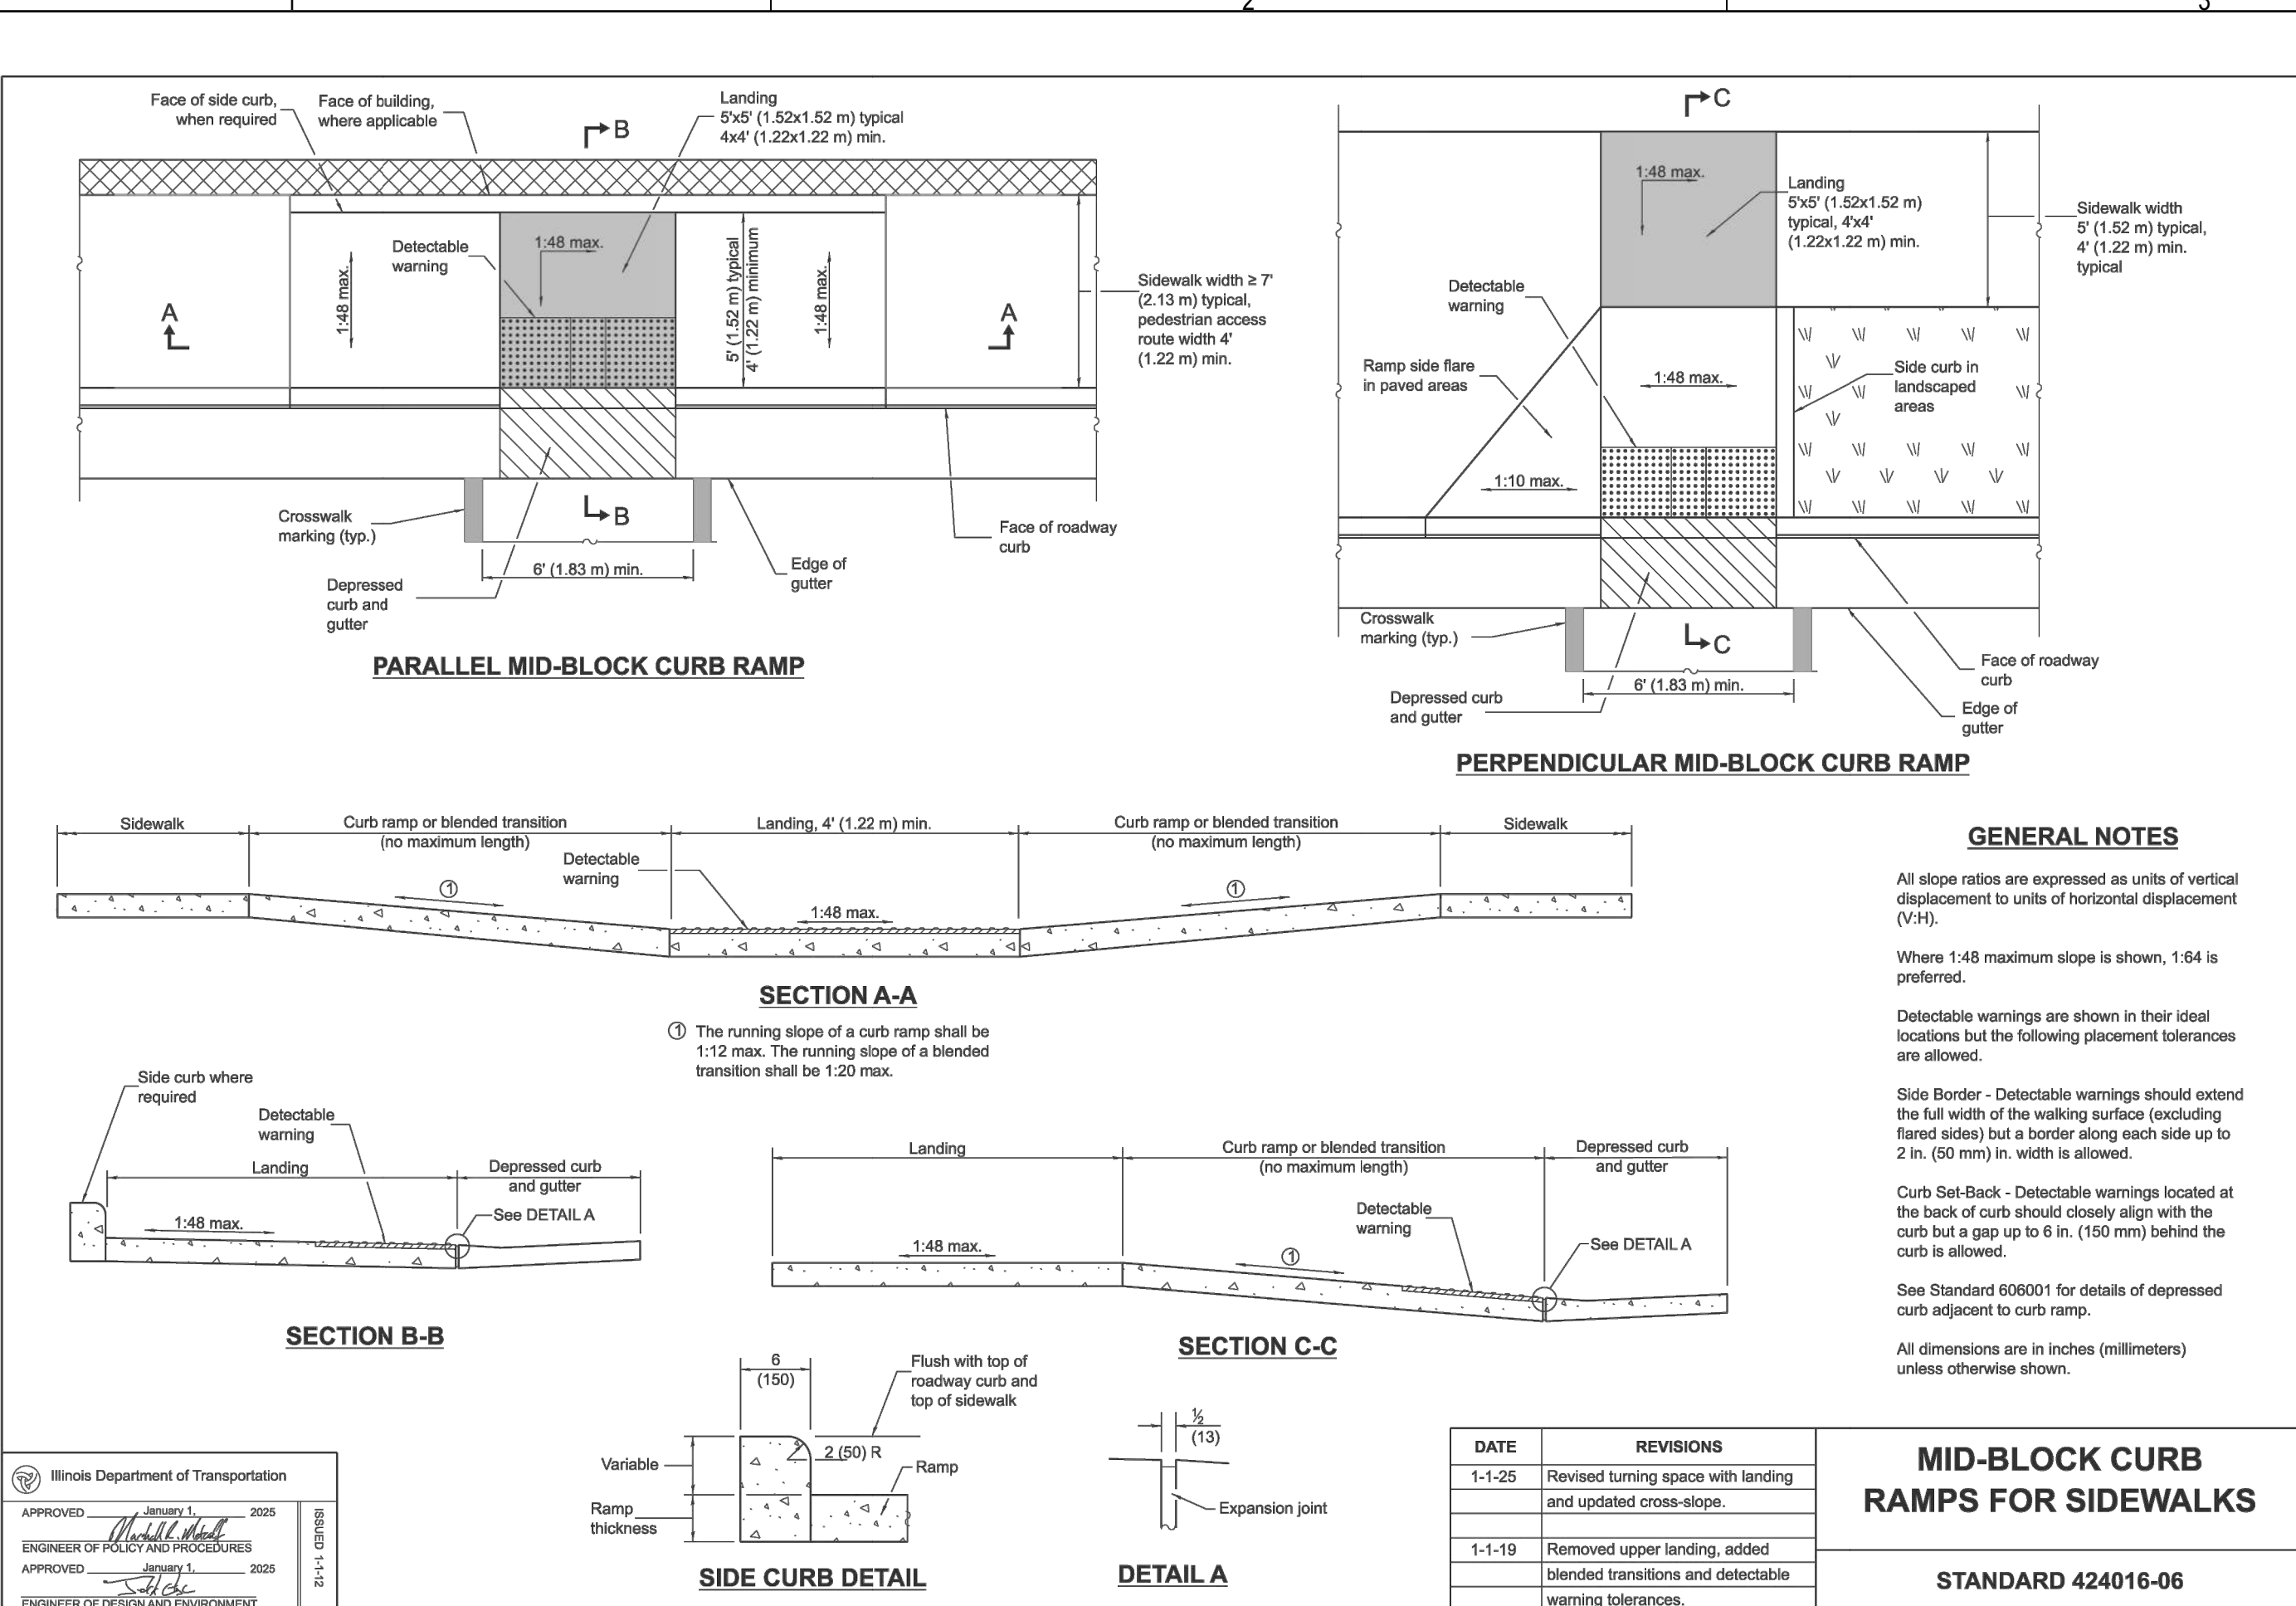 2
3
Face of side curb,
when required
Face of building,
where applicable
B
Landing
5'x5' (1.52x1.52 m) typical
4x4' (1.22x1.22 m) min.
Detectable
warning
1:48 max.
1:48 max.
5' (1.52 m) typical
4' (1.22 m) minimum
1:48 max.
A
A
Sidewalk width ≥ 7'
(2.13 m) typical,
pedestrian access
route width 4'
(1.22 m) min.
Crosswalk
marking (typ.)
B
6' (1.83 m) min.
Depressed
curb and
gutter
Edge of
gutter
Face of roadway
curb
PARALLEL MID-BLOCK CURB RAMP
C
1:48 max.
Landing
5'x5' (1.52x1.52 m)
typical, 4'x4'
(1.22x1.22 m) min.
Sidewalk width
5' (1.52 m) typical,
4' (1.22 m) min.
typical
Detectable
warning
Ramp side flare
in paved areas
1:48 max.
Side curb in
landscaped
areas
1:10 max.
Crosswalk
marking (typ.)
C
6' (1.83 m) min.
Depressed curb
and gutter
Face of roadway
curb
Edge of
gutter
PERPENDICULAR MID-BLOCK CURB RAMP
Sidewalk
Curb ramp or blended transition
(no maximum length)
Landing, 4' (1.22 m) min.
Curb ramp or blended transition
(no maximum length)
Sidewalk
Detectable
warning
1
1:48 max.
1
SECTION A-A
1 The running slope of a curb ramp shall be
1:12 max. The running slope of a blended
transition shall be 1:20 max.
Side curb where
required
Detectable
warning
Landing
Depressed curb
and gutter
See DETAIL A
1:48 max.
SECTION B-B
Landing
Curb ramp or blended transition
(no maximum length)
Depressed curb
and gutter
Detectable
warning
1:48 max.
1
See DETAIL A
SECTION C-C
6
(150)
Flush with top of
roadway curb and
top of sidewalk
Variable
2 (50) R
Ramp
Ramp
thickness
SIDE CURB DETAIL
½
(13)
Expansion joint
DETAIL A
GENERAL NOTES
All slope ratios are expressed as units of vertical
displacement to units of horizontal displacement
(V:H).
Where 1:48 maximum slope is shown, 1:64 is
preferred.
Detectable warnings are shown in their ideal
locations but the following placement tolerances
are allowed.
Side Border - Detectable warnings should extend
the full width of the walking surface (excluding
flared sides) but a border along each side up to
2 in. (50 mm) in. width is allowed.
Curb Set-Back - Detectable warnings located at
the back of curb should closely align with the
curb but a gap up to 6 in. (150 mm) behind the
curb is allowed.
See Standard 606001 for details of depressed
curb adjacent to curb ramp.
All dimensions are in inches (millimeters)
unless otherwise shown.
Illinois Department of Transportation
APPROVED January 1, 2025
ENGINEER OF POLICY AND PROCEDURES
APPROVED January 1, 2025
ENGINEER OF DESIGN AND ENVIRONMENT
ISSUED 1-1-12
DATE REVISIONS
1-1-25 Revised turning space with landing
and updated cross-slope.
1-1-19 Removed upper landing, added
blended transitions and detectable
warning tolerances.
MID-BLOCK CURB
RAMPS FOR SIDEWALKS
STANDARD 424016-06